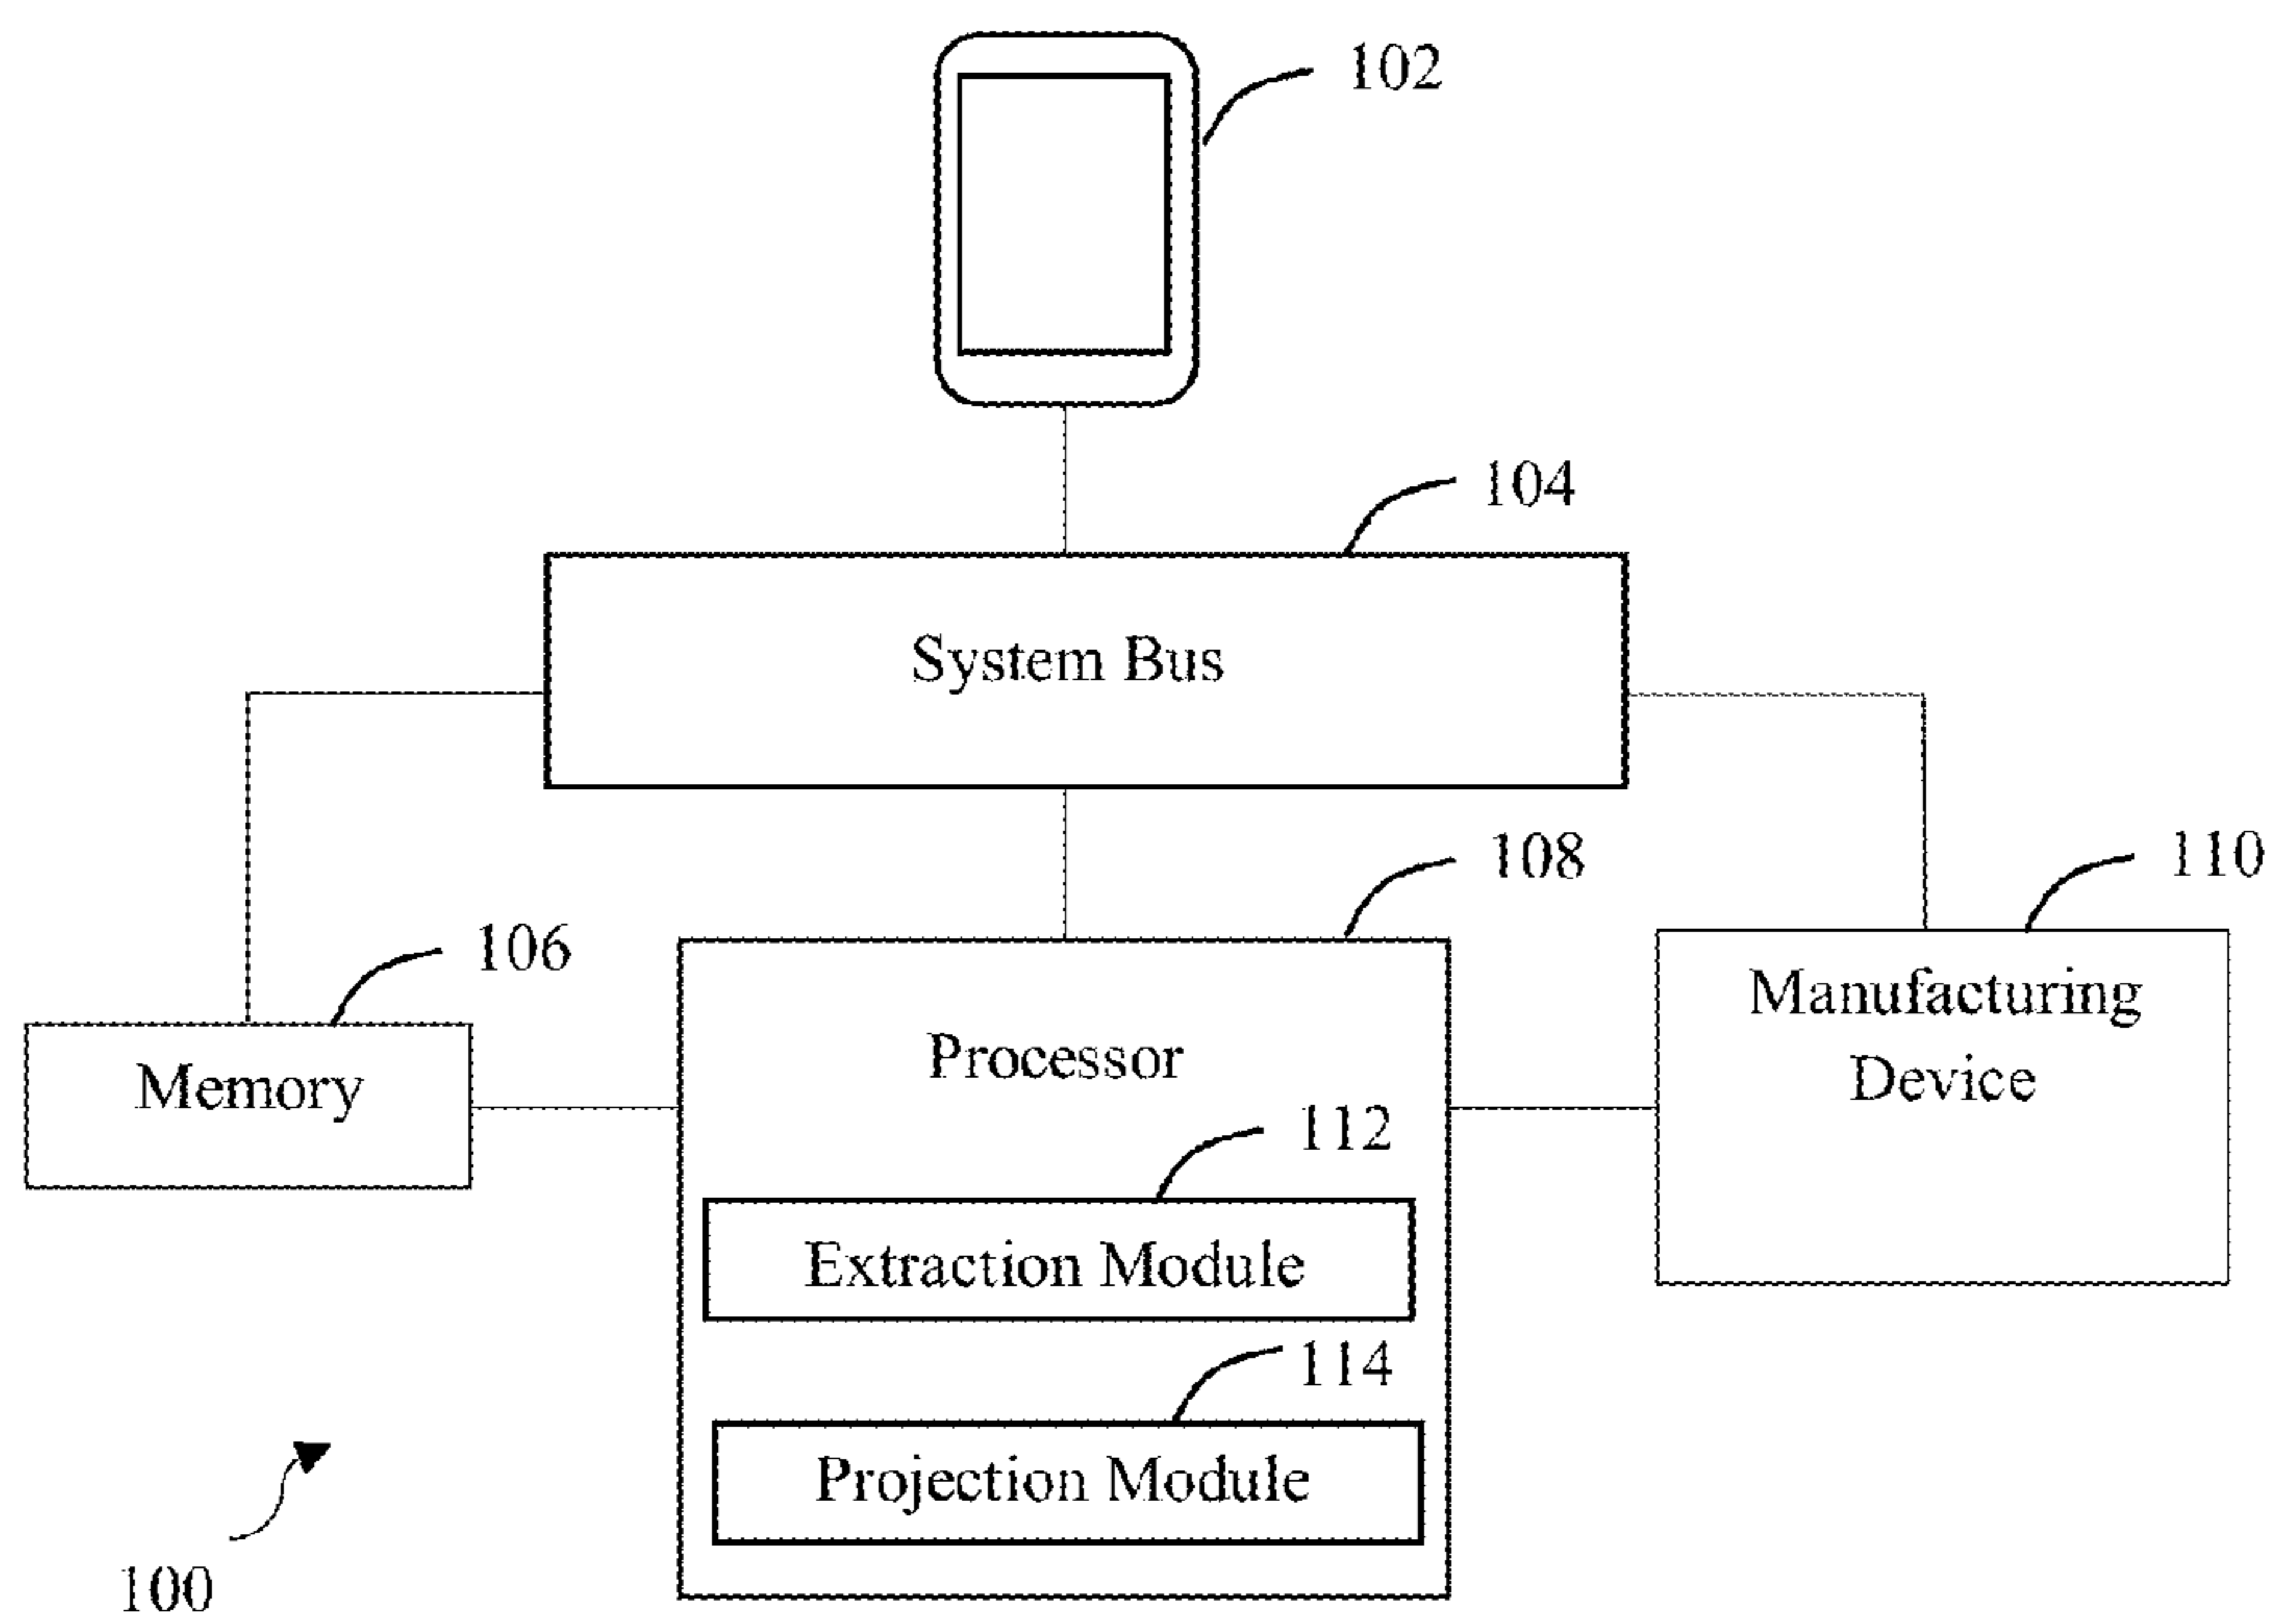 102
104
System Bus
108
110
106
Manufacturing
Device
Memory
Processor
112
Extraction Module
114
Projection Module
100